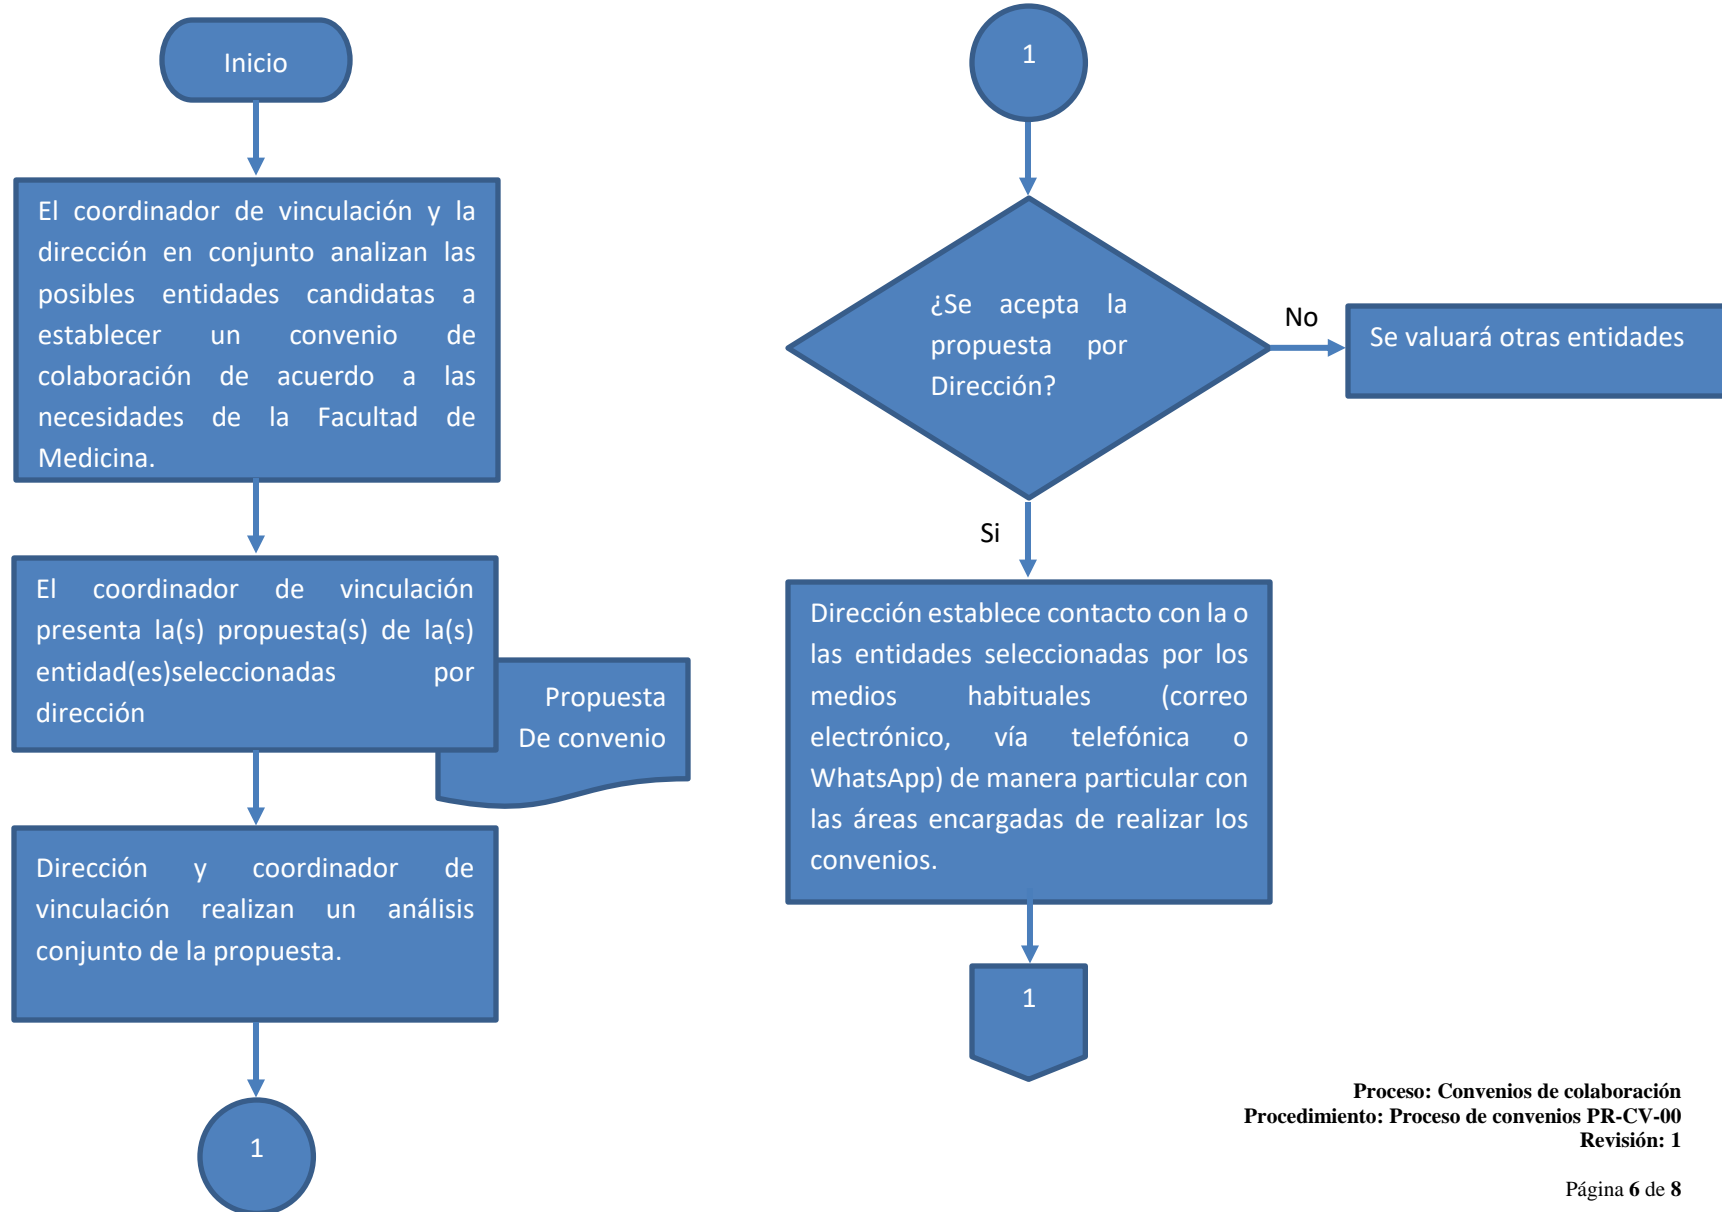 Inicio
El coordinador de vinculación y la
dirección en conjunto analizan las
posibles entidades candidatas a
establecer un convenio de
colaboración de acuerdo a las
necesidades de la Facultad de
Medicina.
El coordinador de vinculación
presenta la(s) propuesta(s) de la(s)
entidad(es)seleccionadas por
dirección
Propuesta
De convenio
Dirección y coordinador de
vinculación realizan un análisis
conjunto de la propuesta.
1
1
¿Se acepta la
propuesta por
Dirección?
No
Se valuará otras entidades
Si
Dirección establece contacto con la o
las entidades seleccionadas por los
medios habituales (correo
electrónico, vía telefónica o
WhatsApp) de manera particular con
las áreas encargadas de realizar los
convenios.
1
Proceso: Convenios de colaboración
Procedimiento: Proceso de convenios PR-CV-00
Revisión: 1
Página 6 de 8